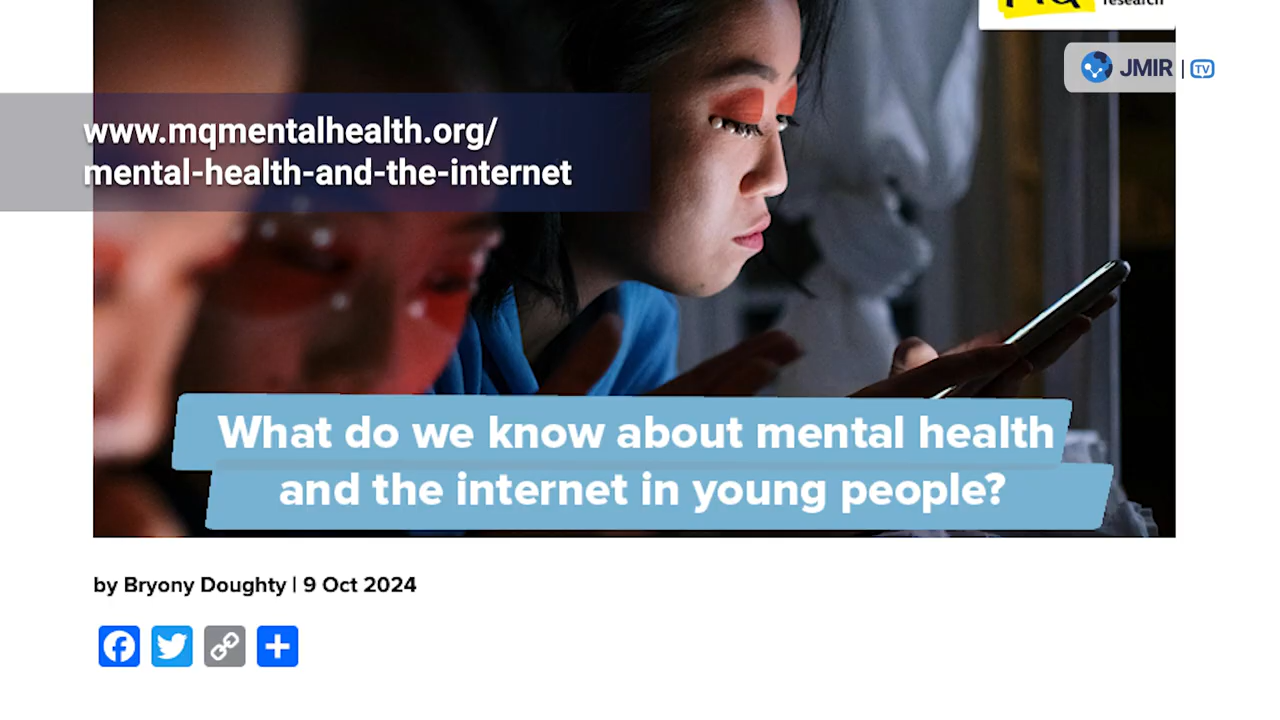 research
JMIR | TV
www.mqmentalhealth.org/
mental-health-and-the-internet
What do we know about mental health
and the internet in young people?
by Bryony Doughty | 9 Oct 2024